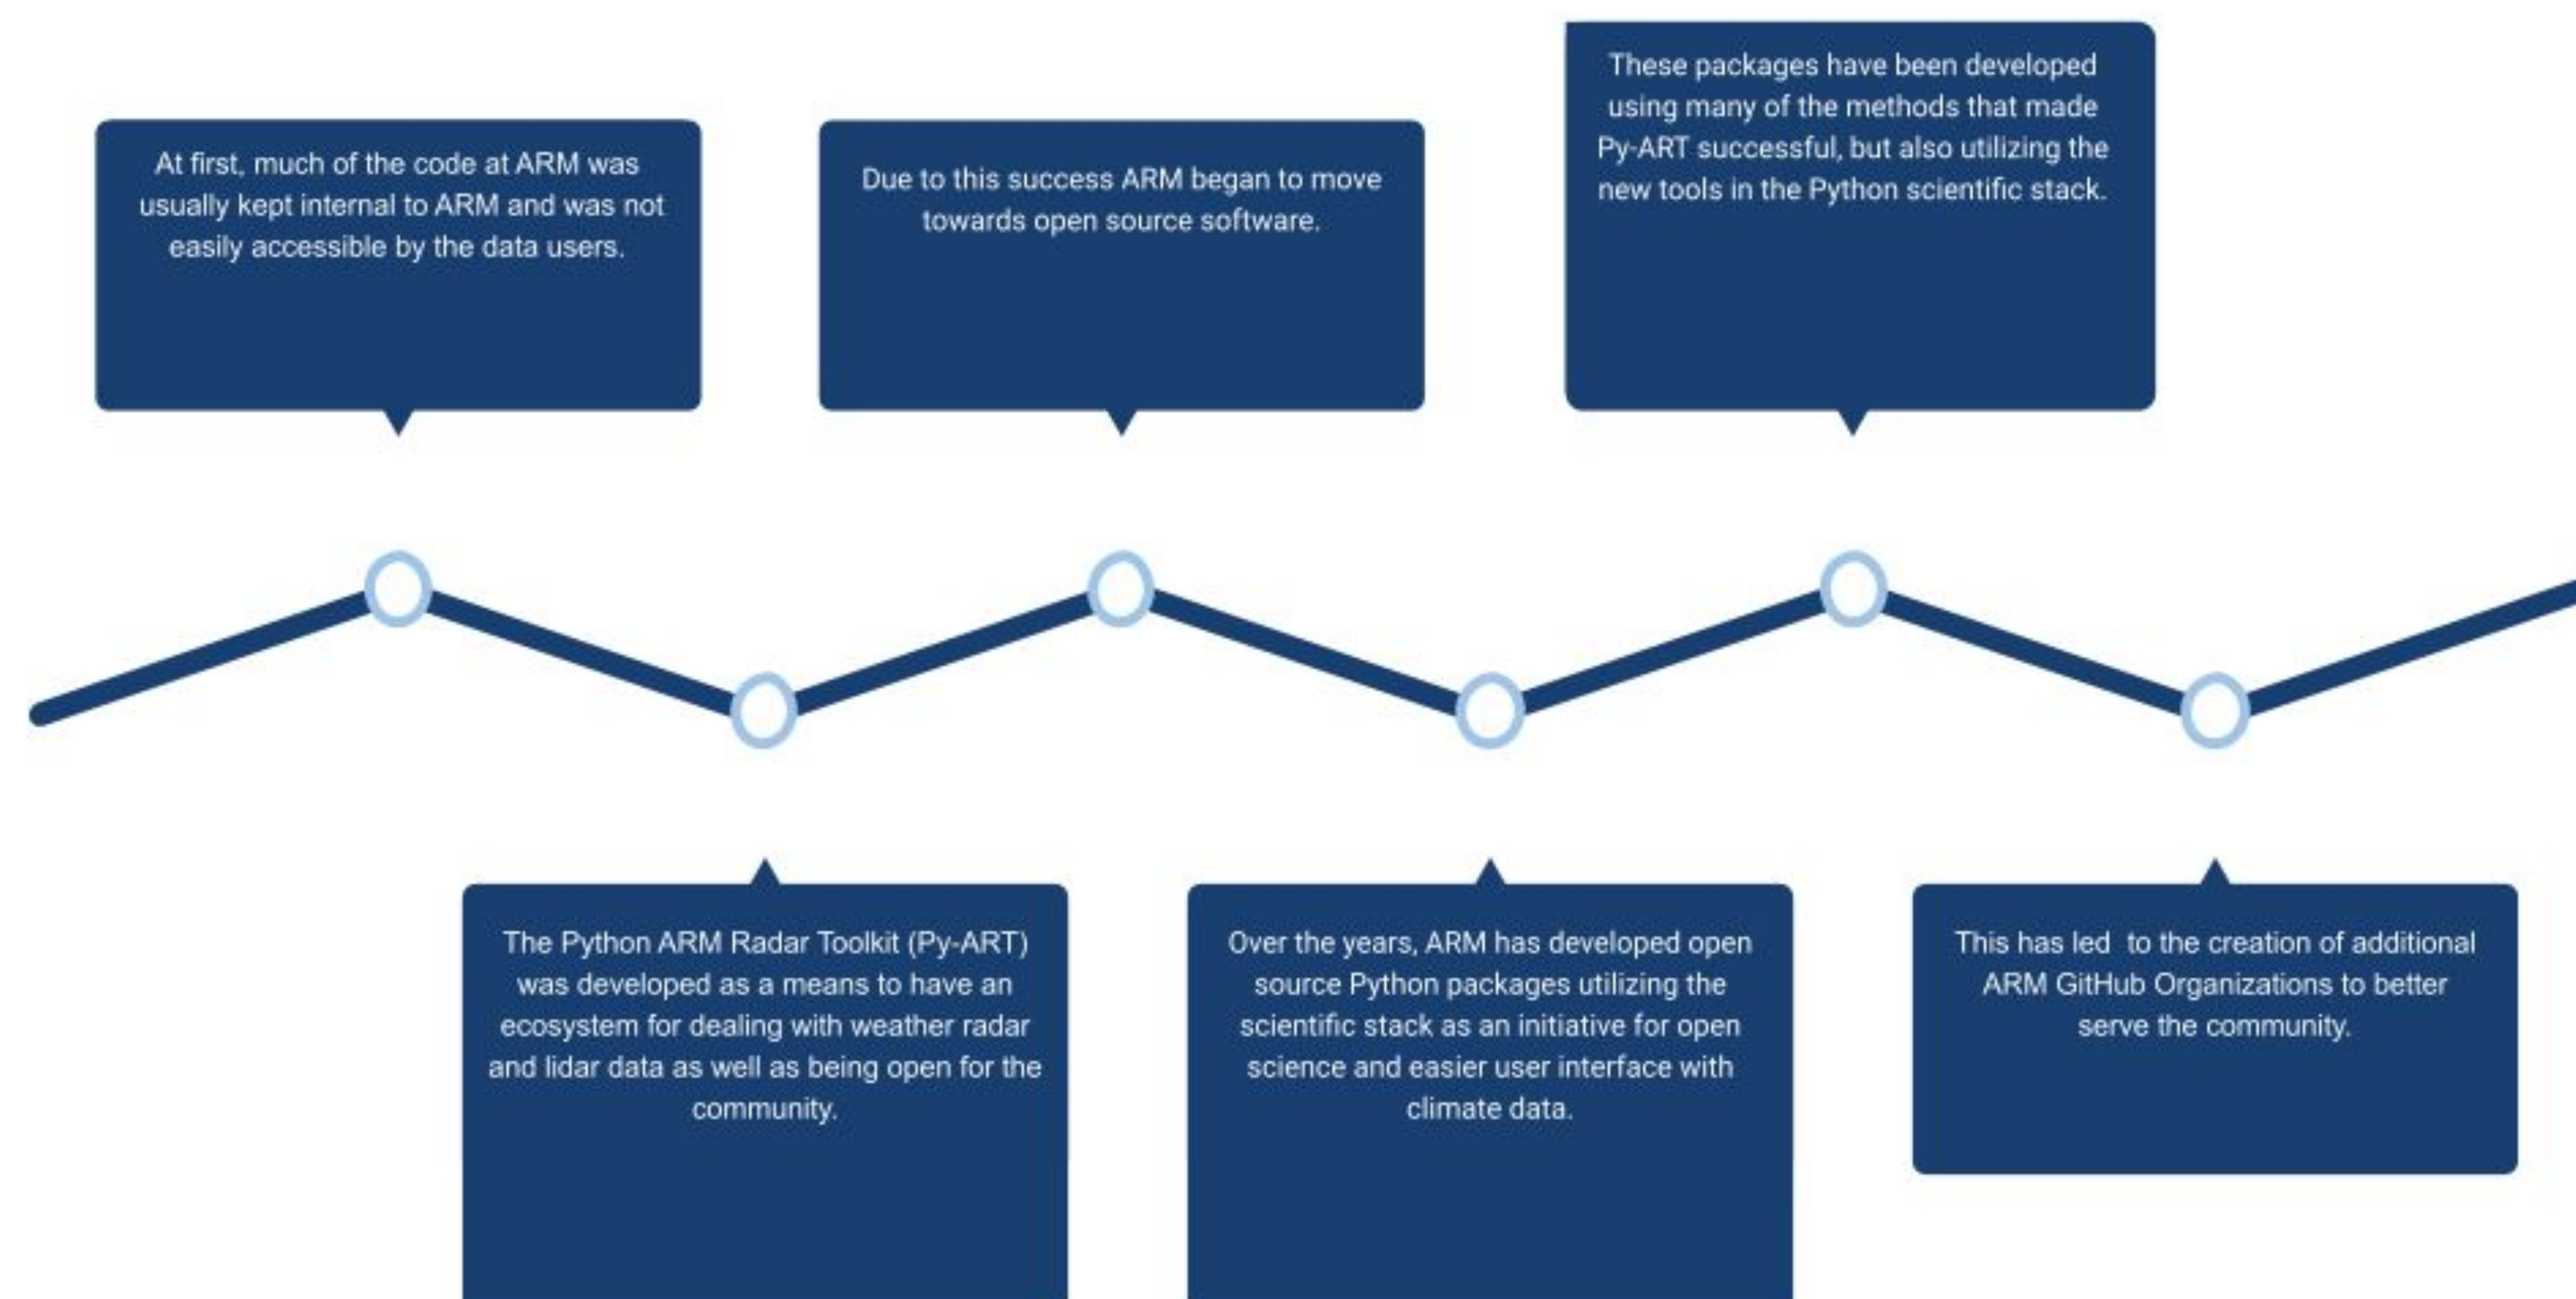 At first, much of the code at ARM was
usually kept internal to ARM and was not
easily accessible by the data users.
The Python ARM Radar Toolkit (Py-ART)
was developed as a means to have an
ecosystem for dealing with weather radar
and lidar data as well as being open for the
community.
Due to this success ARM began to move
towards open source software.
Over the years, ARM has developed open
source Python packages utilizing the
scientific stack as an initiative for open
science and easier user interface with
climate data.
These packages have been developed
using many of the methods that made
Py-ART successful, but also utilizing the
new tools in the Python scientific stack.
This has led  to the creation of additional
ARM GitHub Organizations to better
serve the community.